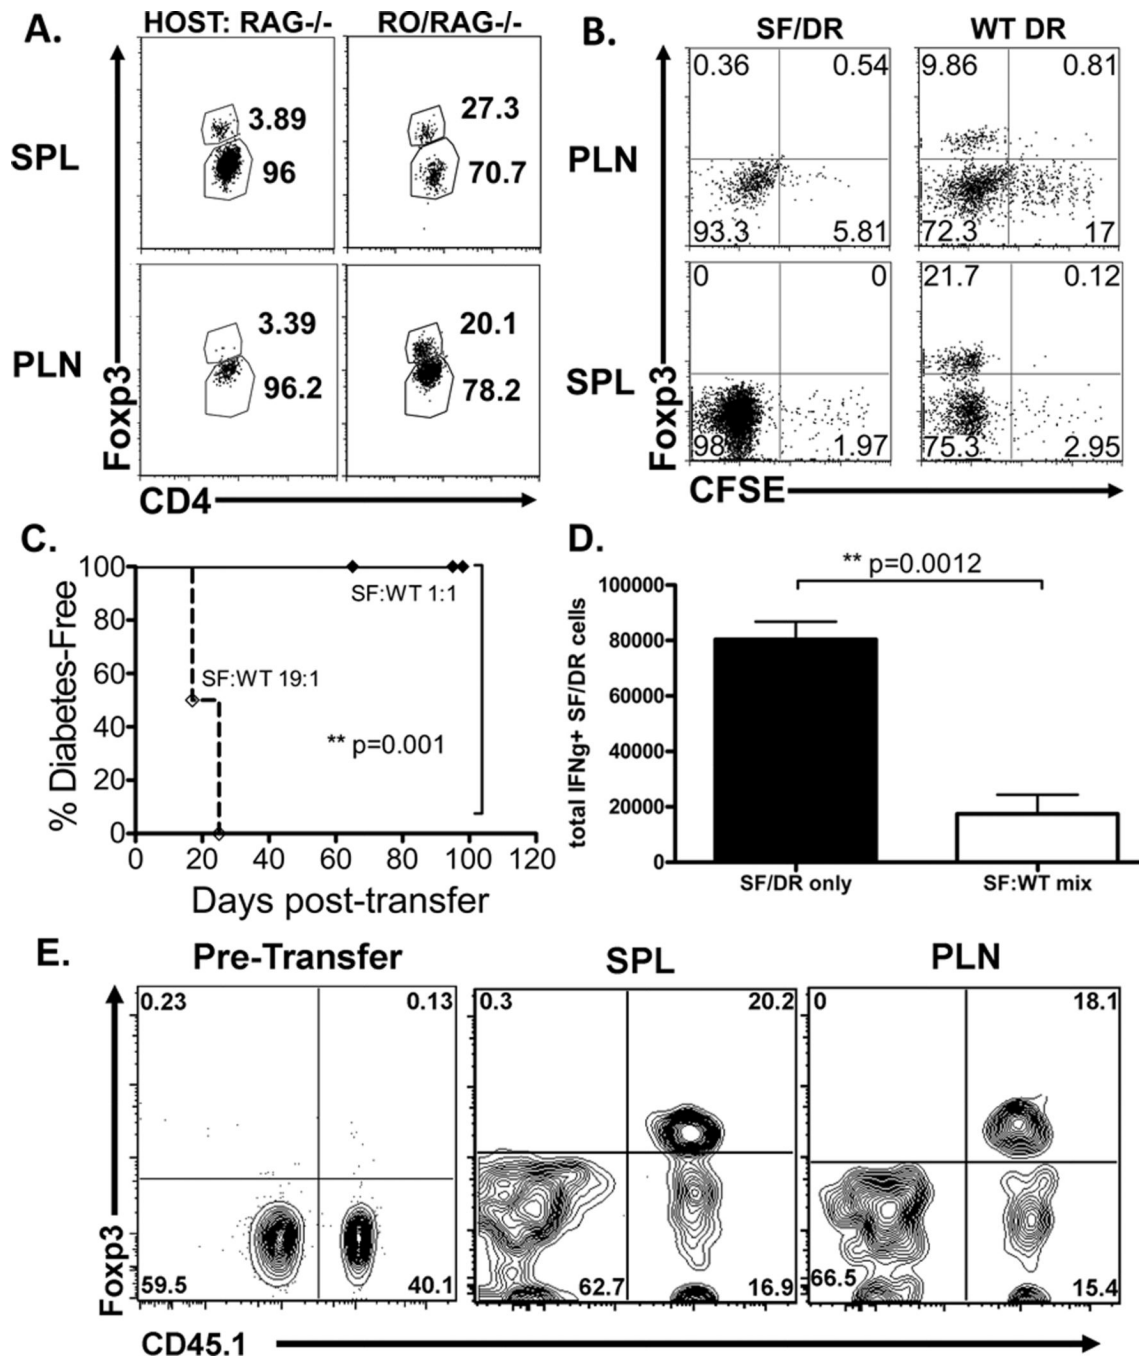 A.
HOST: RAG-/- RO/RAG-/-
SPL
3.89
96
27.3
70.7
PLN
3.39
96.2
20.1
78.2
Foxp3
CD4
B.
SF/DR WT DR
PLN
0.36 0.54
93.3 5.81
9.86 0.81
72.3 17
SPL
0 0
98 1.97
21.7 0.12
75.3 2.95
Foxp3
CFSE
C.
% Diabetes-Free
100
80
60
40
20
0
SF:WT 1:1
SF:WT 19:1
** p=0.001
0 20 40 60 80 100 120
Days post-transfer
D.
** p=0.0012
total IFNg+ SF/DR cells
100000
80000
60000
40000
20000
0
SF/DR only SF:WT mix
E.
Pre-Transfer SPL PLN
0.23 0.13
59.5 40.1
0.3 20.2
62.7 16.9
0 18.1
66.5 15.4
Foxp3
CD45.1